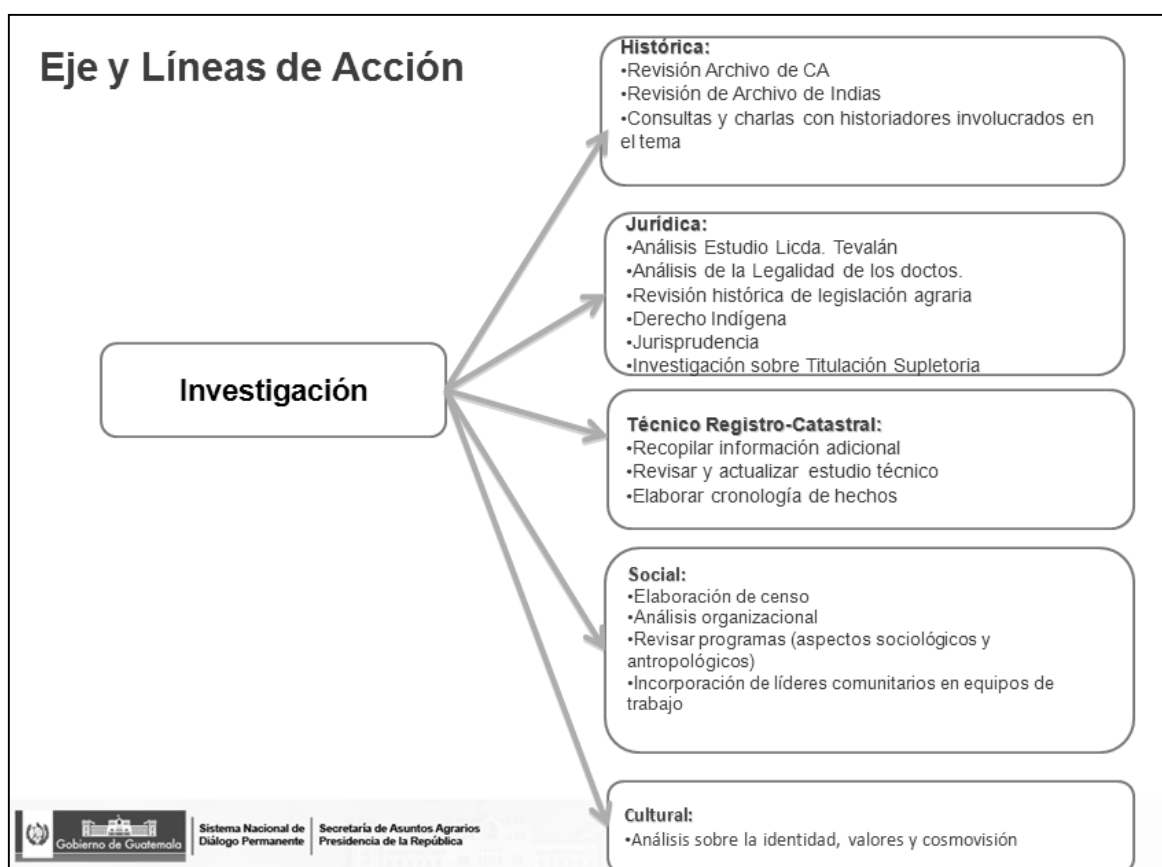 Eje y Líneas de Acción
Histórica:
•Revisión Archivo de CA
•Revisión de Archivo de Indias
•Consultas y charlas con historiadores involucrados en
el tema
Jurídica:
•Análisis Estudio Licda. Tevalán
•Análisis de la Legalidad de los doctos.
•Revisión histórica de legislación agraria
•Derecho Indígena
•Jurisprudencia
•Investigación sobre Titulación Supletoria
Investigación
Técnico Registro-Catastral:
•Recopilar información adicional
•Revisar y actualizar estudio técnico
•Elaborar cronología de hechos
Social:
•Elaboración de censo
•Análisis organizacional
•Revisar programas (aspectos sociológicos y
antropológicos)
•Incorporación de líderes comunitarios en equipos de
trabajo
Cultural:
•Análisis sobre la identidad, valores y cosmovisión
Gobierno de Guatemala
Sistema Nacional de
Diálogo Permanente
Secretaría de Asuntos Agrarios
Presidencia de la República